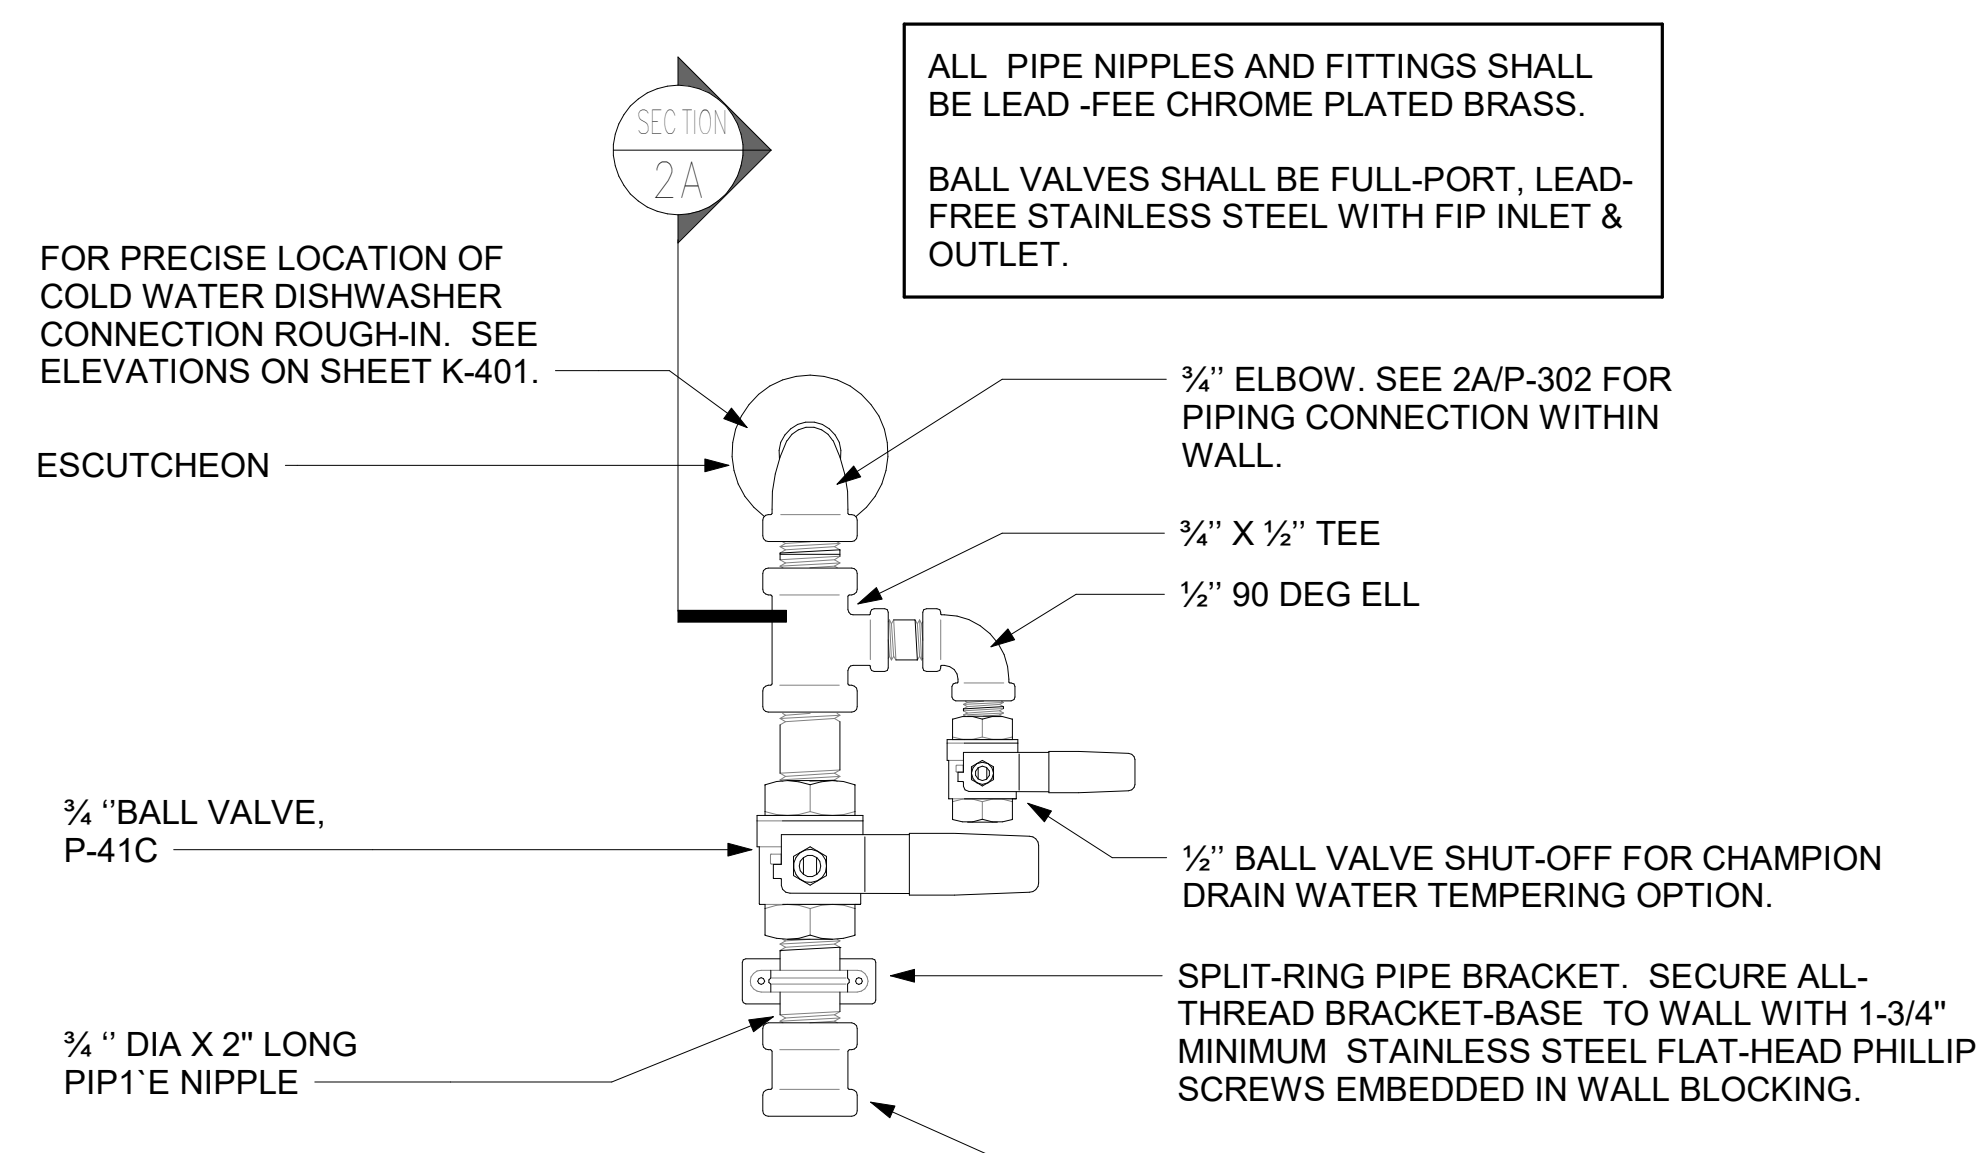 ALL PIPE NIPPLES AND FITTINGS SHALL
BE LEAD -FEE CHROME PLATED BRASS.
BALL VALVES SHALL BE FULL-PORT, LEAD-
FREE STAINLESS STEEL WITH FIP INLET &
OUTLET.
SECTION
2A
FOR PRECISE LOCATION OF
COLD WATER DISHWASHER
CONNECTION ROUGH-IN. SEE
ELEVATIONS ON SHEET K-401.
ESCUTCHEON
¾’’ ELBOW. SEE 2A/P-302 FOR
PIPING CONNECTION WITHIN
WALL.
¾’’ X ½’’ TEE
½’’ 90 DEG ELL
¾ ‘’BALL VALVE,
P-41C
½’’ BALL VALVE SHUT-OFF FOR CHAMPION
DRAIN WATER TEMPERING OPTION.
SPLIT-RING PIPE BRACKET. SECURE ALL-
THREAD BRACKET-BASE TO WALL WITH 1-3/4"
MINIMUM STAINLESS STEEL FLAT-HEAD PHILLIP
SCREWS EMBEDDED IN WALL BLOCKING.
¾ ‘’ DIA X 2" LONG
PIP1`E NIPPLE